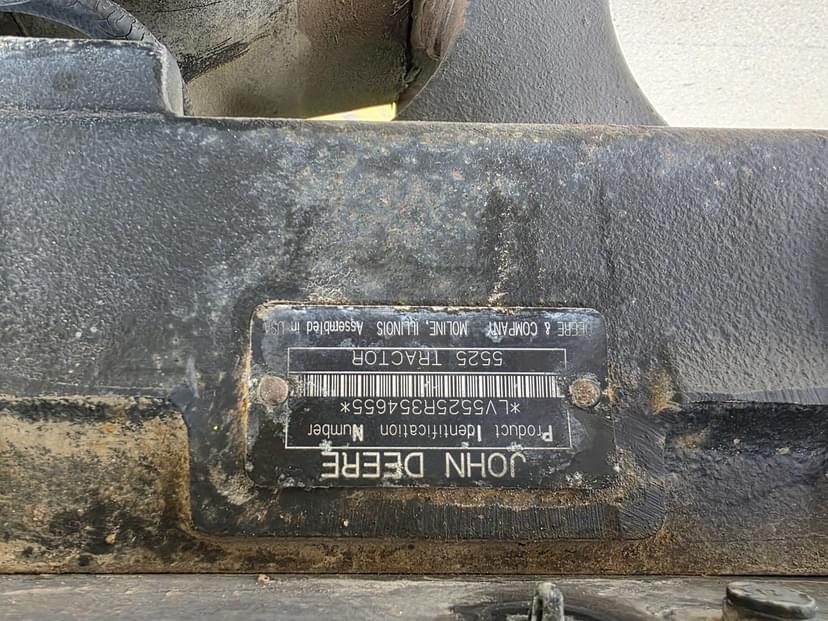 JOHN DEERE
Product Identification Number
*LV5525R354655*
5525 TRACTOR
DEERE & COMPANY MOLINE, ILLINOIS Assembled in USA